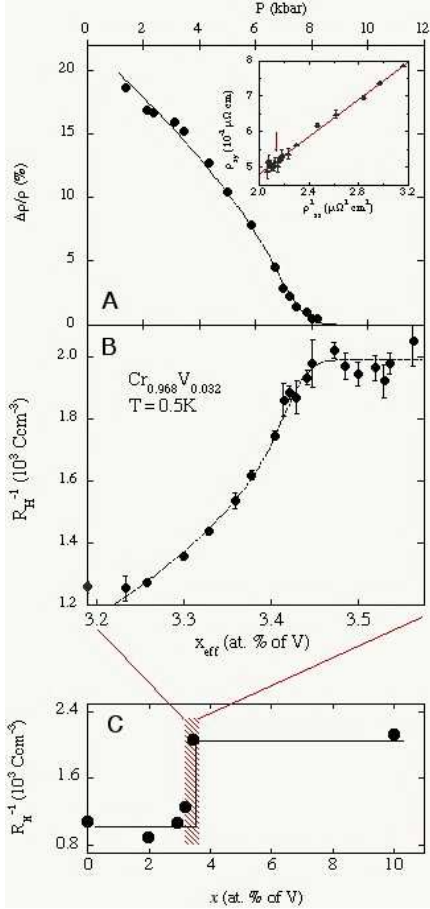 P (kbar)
0 2 4 6 8 10 12
20
15
10
5
0
Δρ/ρ (%)
A
8
7
6
5
ρxy (10⁻² μΩ cm)
2.0 2.4 2.8 3.2
ρ²xx (μΩ² cm²)
B
Cr0.968V0.032
T = 0.5K
2.0
1.8
1.6
1.4
1.2
RH⁻¹ (10³ Ccm⁻³)
3.2 3.3 3.4 3.5
xeff (at. % of V)
C
2.4
1.6
0.8
RH⁻¹ (10³ Ccm⁻³)
0 2 4 6 8 10
x (at. % of V)